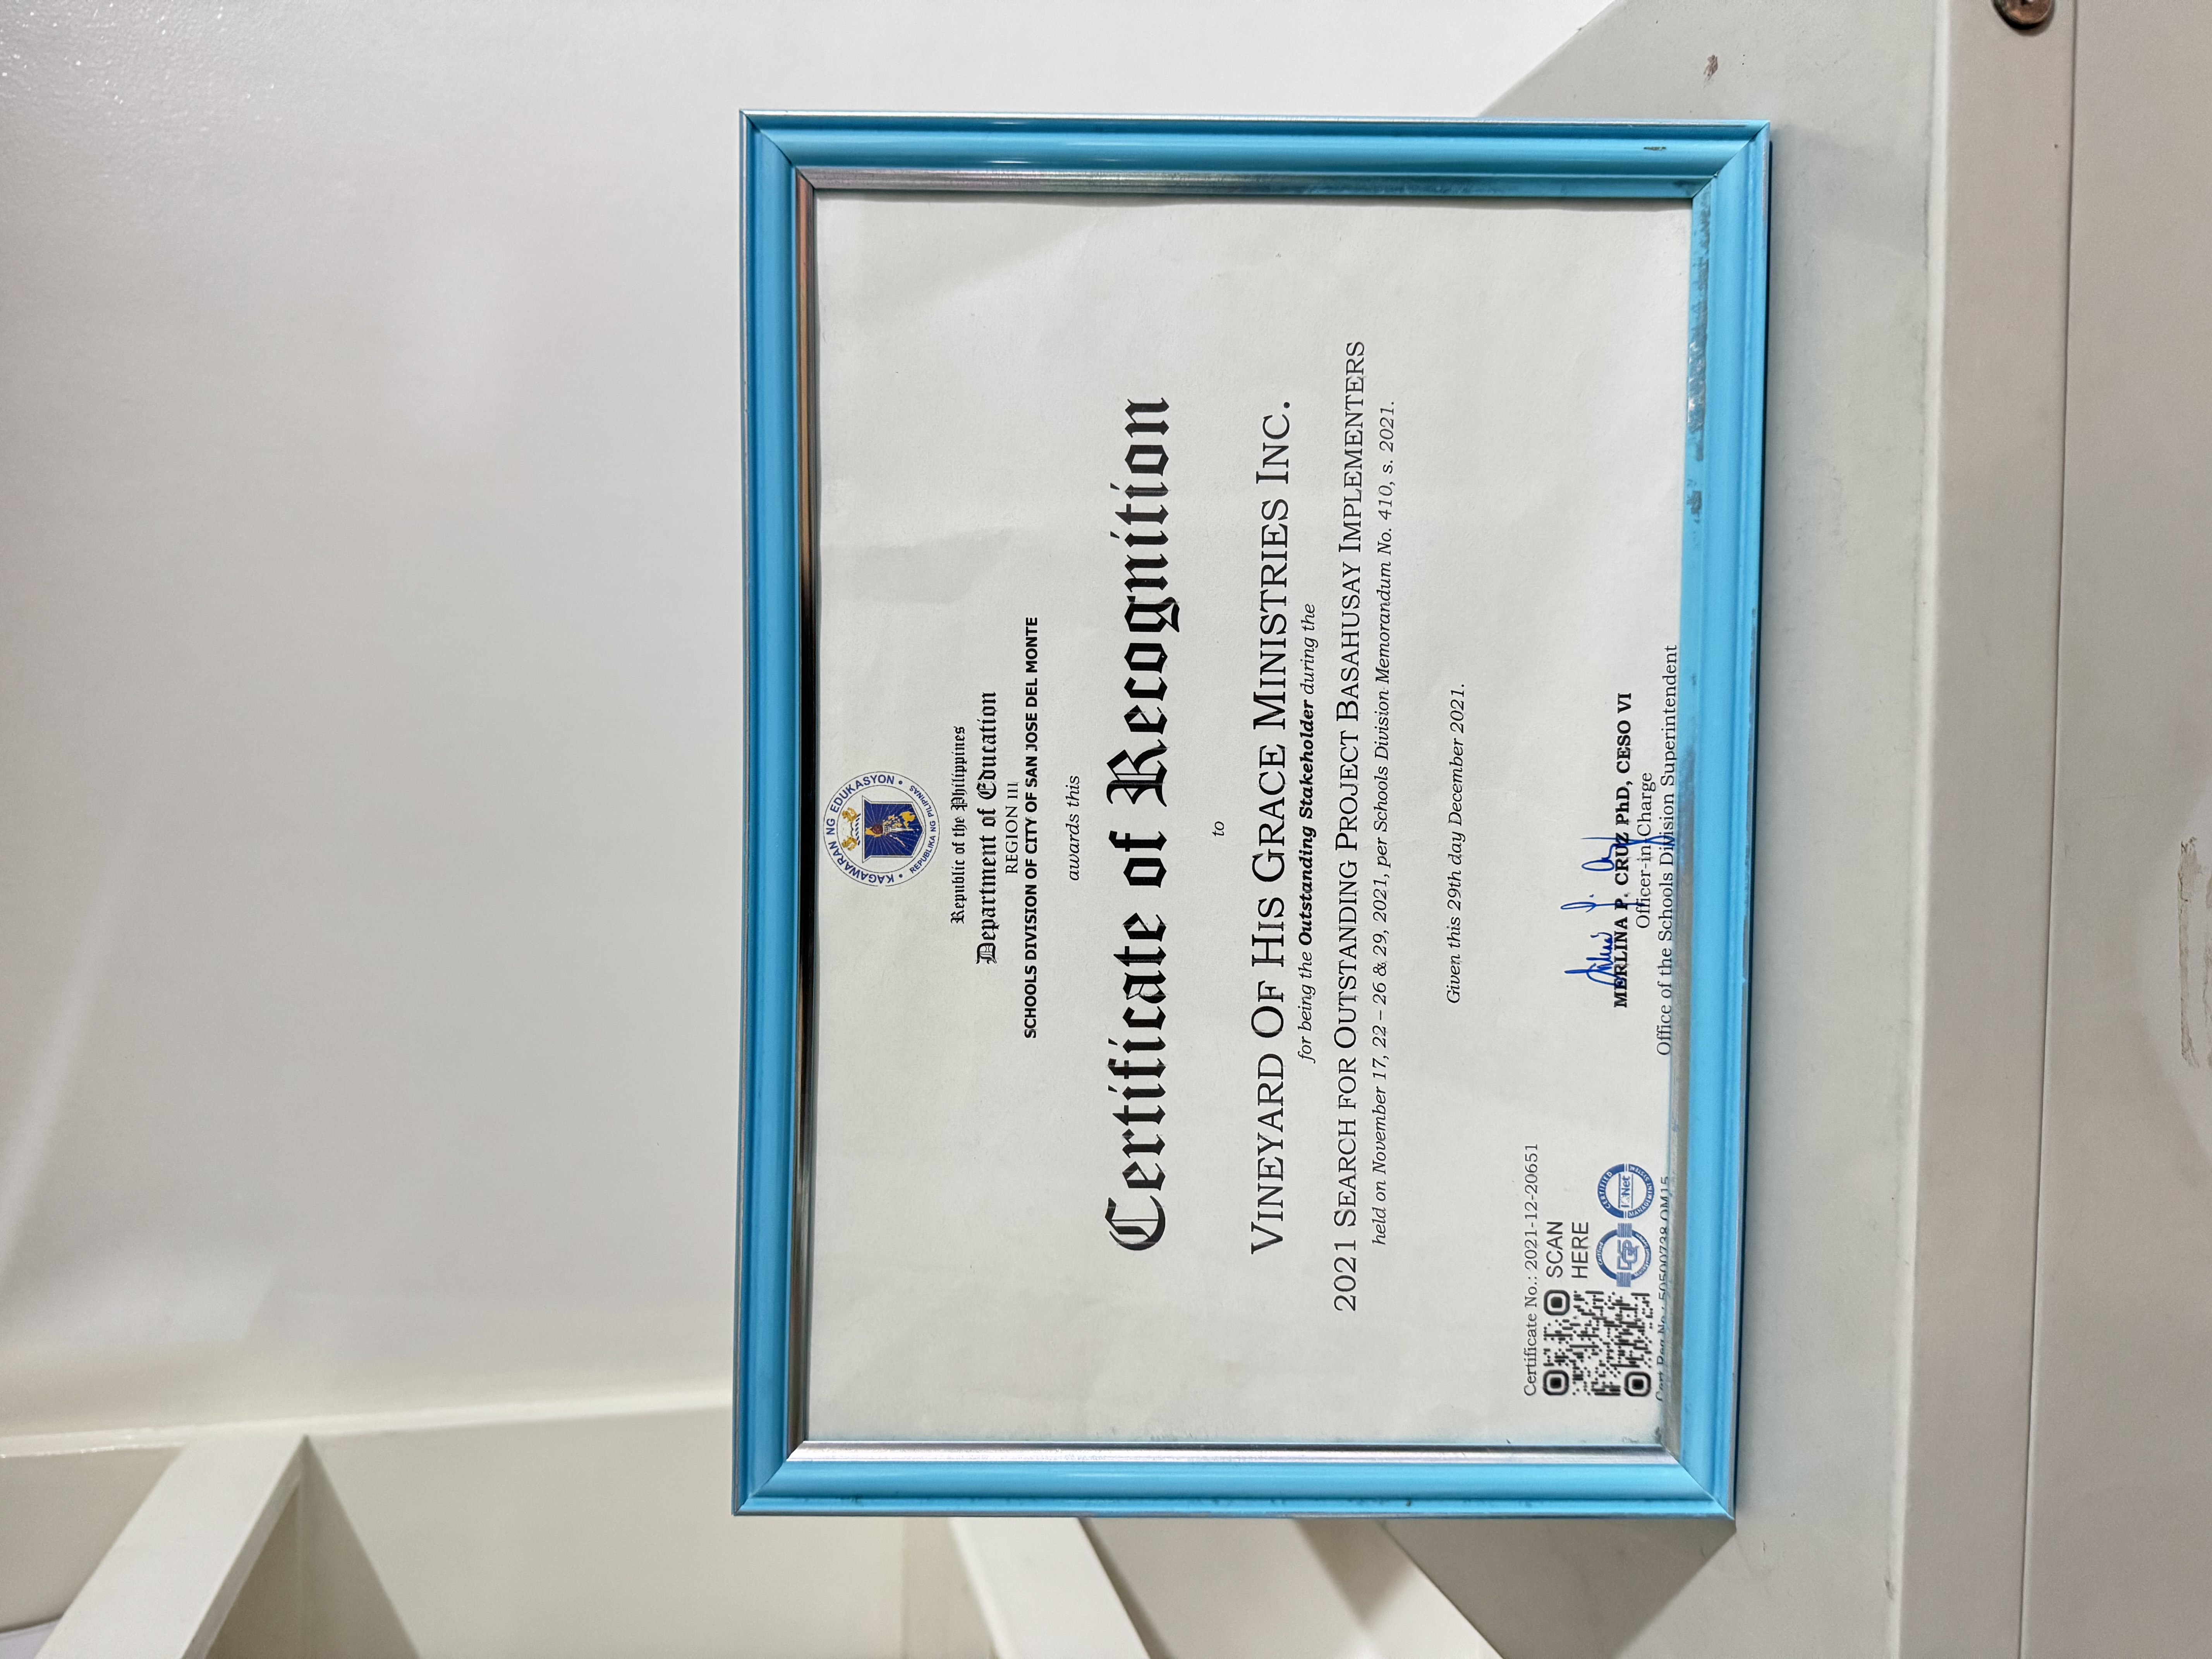 KAGAWARAN NG EDUKASYON
REPUBLIKA NG PILIPINAS
Republic of the Philippines
Department of Education
REGION III
SCHOOLS DIVISION OF CITY OF SAN JOSE DEL MONTE
awards this
Certificate of Recognition
to
VINEYARD OF HIS GRACE MINISTRIES INC.
for being the Outstanding Stakeholder during the
2021 SEARCH FOR OUTSTANDING PROJECT BASAHUSAY IMPLEMENTERS
held on November 17, 22 – 26 & 29, 2021, per Schools Division Memorandum No. 410, s. 2021.
Given this 29th day December 2021.
Certificate No.: 2021-12-20651
SCAN
HERE
DQS
CERTIFIED
IQNet
MANAGEMENT SYSTEM
Cert Reg No.: 50500738 QM15
MERLINA P. CRUZ PhD, CESO VI
Officer-in-Charge
Office of the Schools Division Superintendent